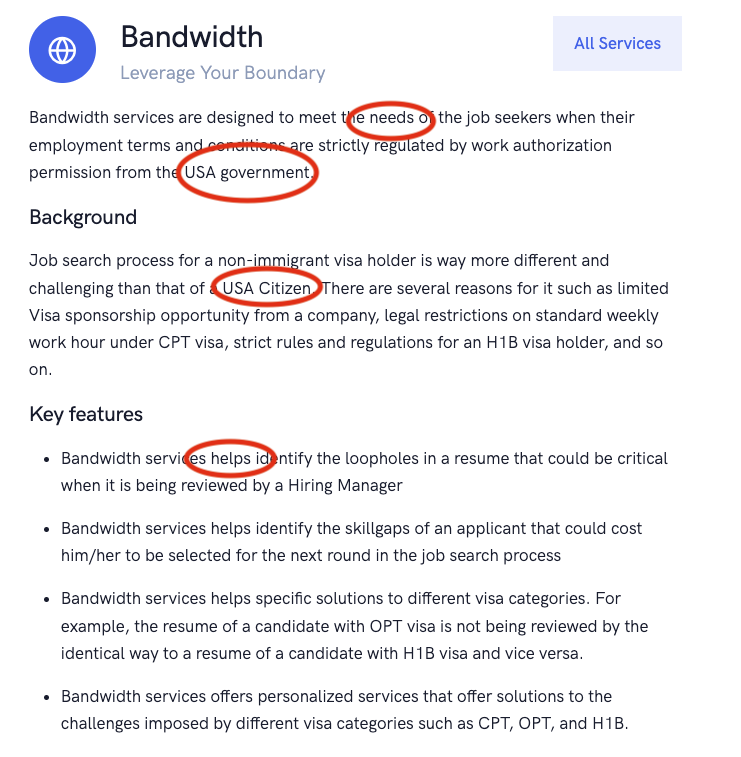 Bandwidth
All Services
Leverage Your Boundary
Bandwidth services are designed to meet the needs of the job seekers when their
employment terms and conditions are strictly regulated by work authorization
permission from the USA government.
Background
Job search process for a non-immigrant visa holder is way more different and
challenging than that of a USA Citizen. There are several reasons for it such as limited
Visa sponsorship opportunity from a company, legal restrictions on standard weekly
work hour under CPT visa, strict rules and regulations for an H1B visa holder, and so
on.
Key features
• Bandwidth services helps identify the loopholes in a resume that could be critical
when it is being reviewed by a Hiring Manager
• Bandwidth services helps identify the skillgaps of an applicant that could cost
him/her to be selected for the next round in the job search process
• Bandwidth services helps specific solutions to different visa categories. For
example, the resume of a candidate with OPT visa is not being reviewed by the
identical way to a resume of a candidate with H1B visa and vice versa.
• Bandwidth services offers personalized services that offer solutions to the
challenges imposed by different visa categories such as CPT, OPT, and H1B.